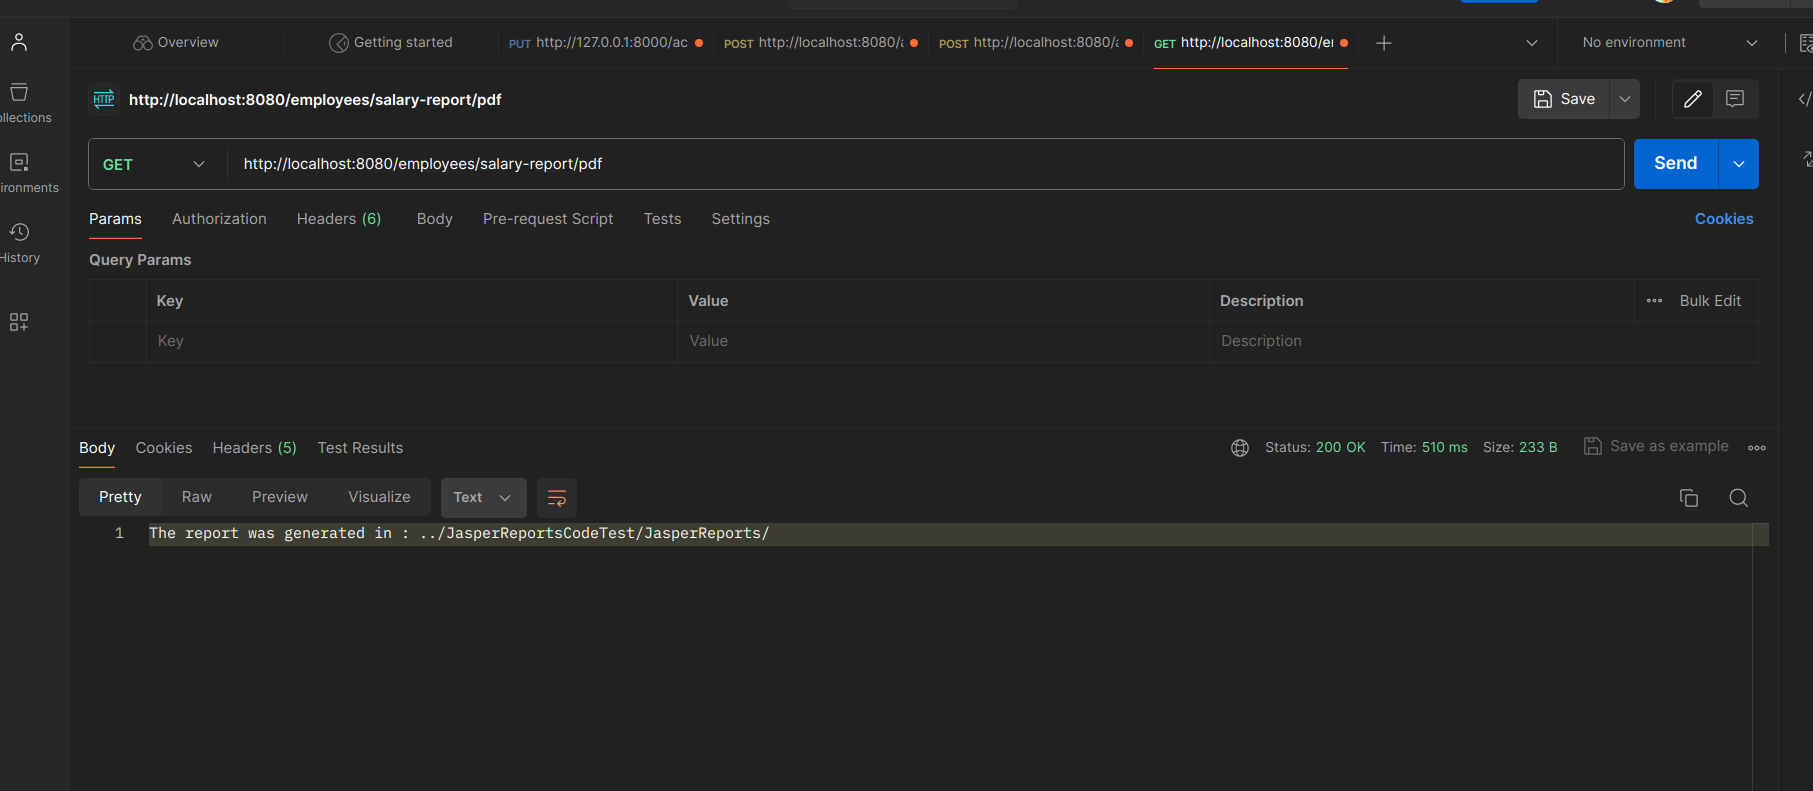 Overview
Getting started
PUT http://127.0.0.1:8000/ac
POST http://localhost:8080/a
POST http://localhost:8080/a
GET http://localhost:8080/e
No environment
HTTP http://localhost:8080/employees/salary-report/pdf
Save
ollections
GET http://localhost:8080/employees/salary-report/pdf
Send
ironments
Params Authorization Headers (6) Body Pre-request Script Tests Settings
Cookies
History
Query Params
Key Value Description ••• Bulk Edit
Key Value Description
Body Cookies Headers (5) Test Results
Status: 200 OK Time: 510 ms Size: 233 B Save as example
Pretty Raw Preview Visualize Text
1 The report was generated in : ../JasperReportsCodeTest/JasperReports/